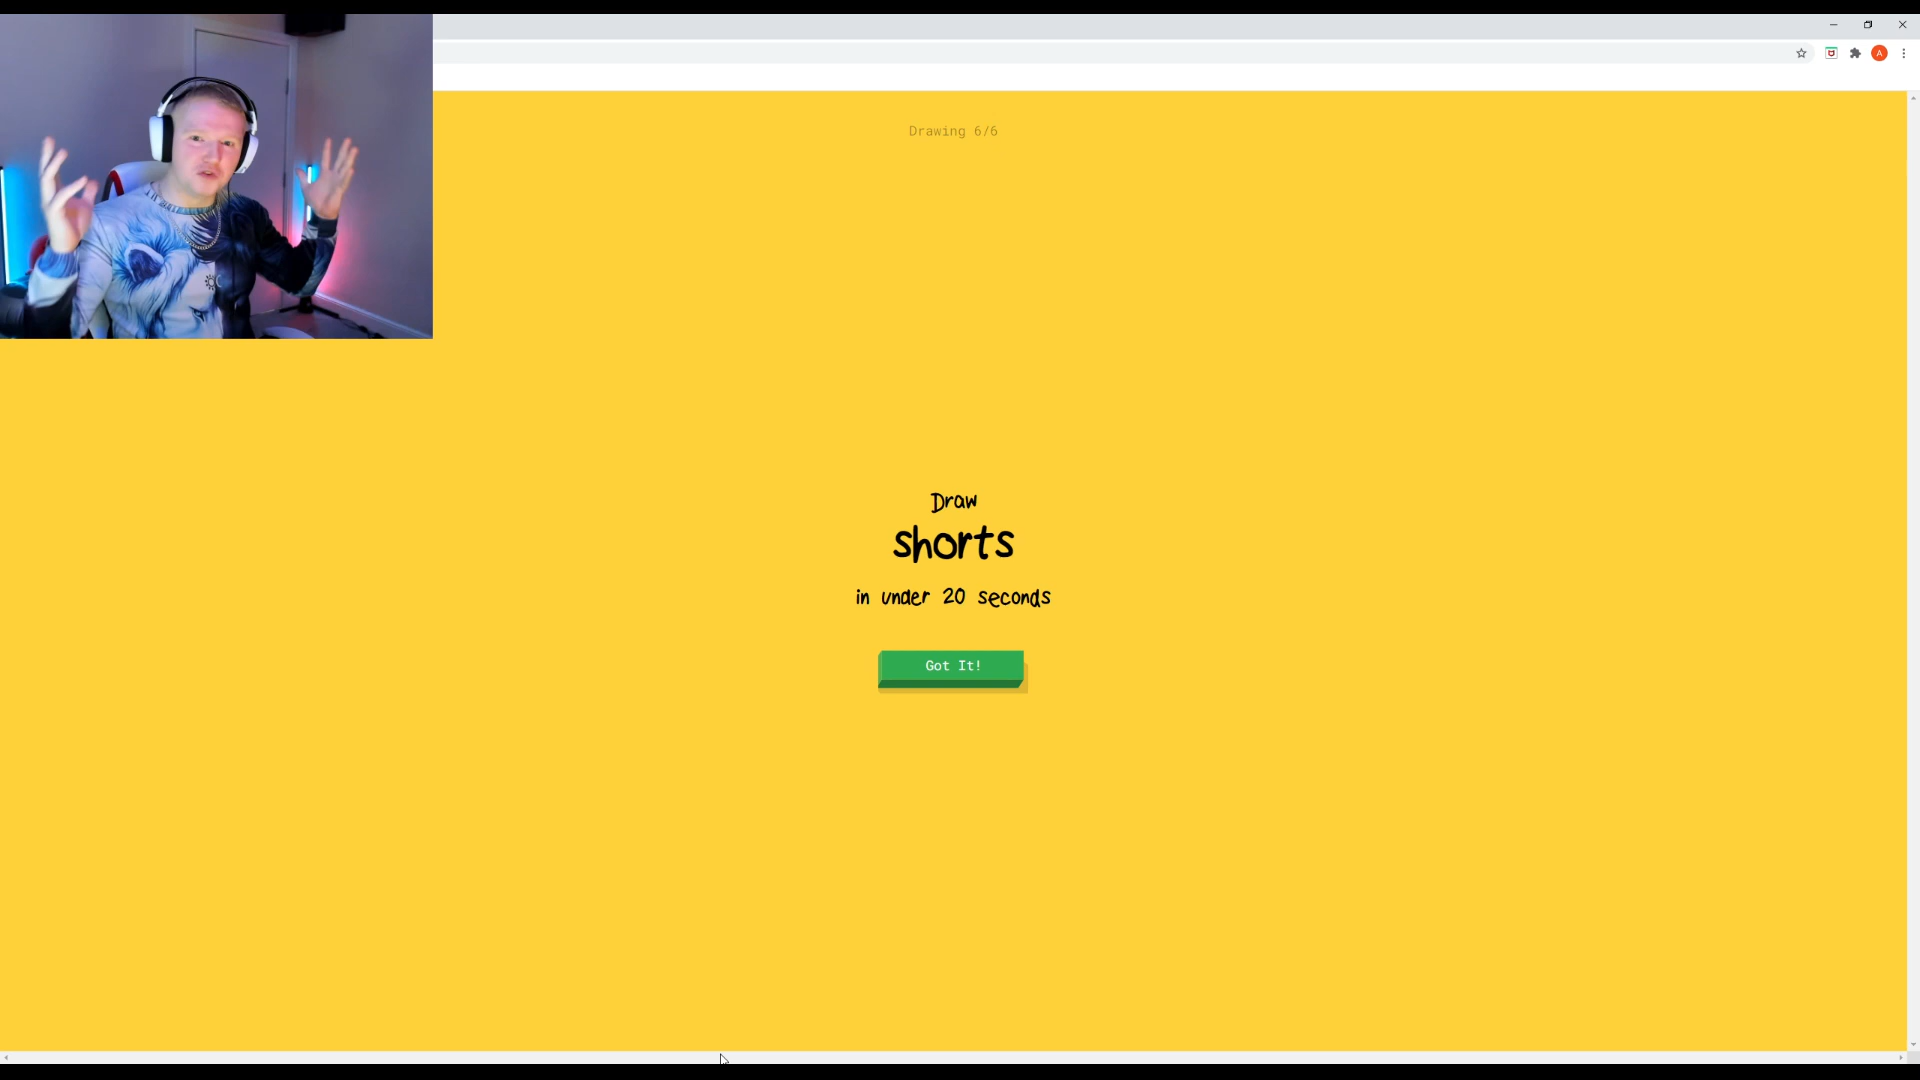 A
Drawing 6/6
Draw
shorts
in under 20 seconds
Got It!